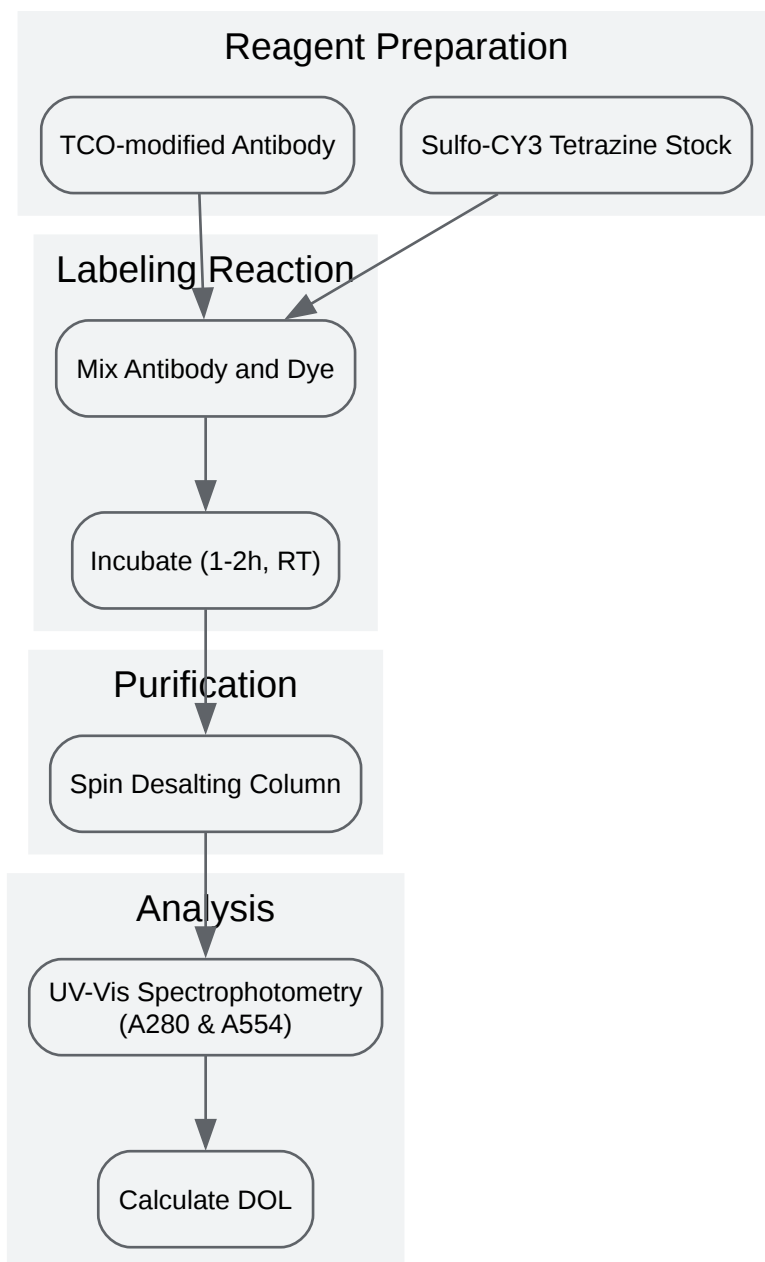 Reagent Preparation
TCO-modified Antibody
Sulfo-CY3 Tetrazine Stock
Labeling Reaction
Mix Antibody and Dye
Incubate (1-2h, RT)
Purification
Spin Desalting Column
Analysis
UV-Vis Spectrophotometry
(A280 & A554)
Calculate DOL